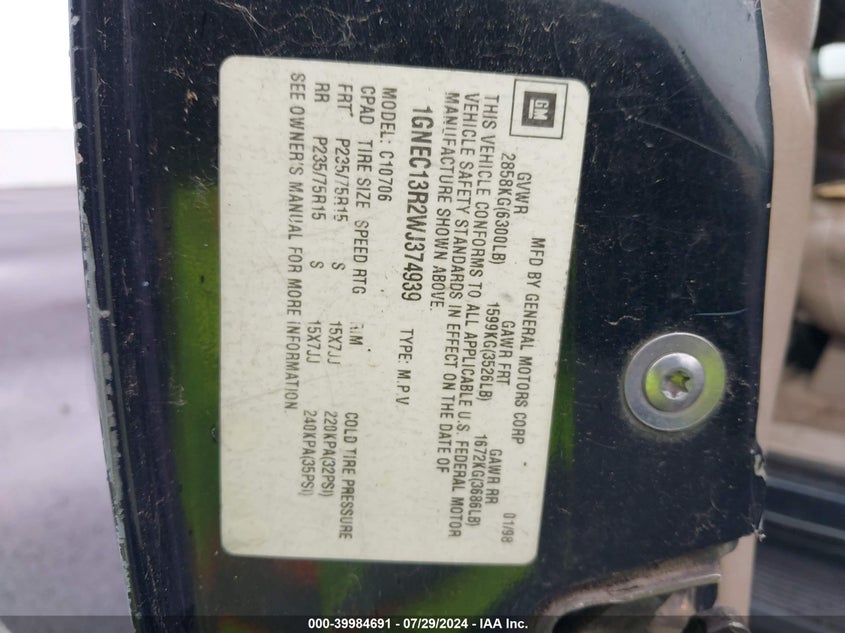 GM
MFD BY GENERAL MOTORS CORP 01/98
GVWR GAWR FRT GAWR RR
2858KG(6300LB) 1599KG(3526LB) 1672KG(3686LB)
THIS VEHICLE CONFORMS TO ALL APPLICABLE U.S. FEDERAL MOTOR
VEHICLE SAFETY STANDARDS IN EFFECT ON THE DATE OF
MANUFACTURE SHOWN ABOVE.
1GNEC13R2WJ374939 TYPE: M.P.V.
MODEL: C10706
CPAD TIRE SIZE SPEED RTG RIM COLD TIRE PRESSURE
FRT P235/75R15 S 15X7JJ 220KPA(32PSI)
RR P235/75R15 S 15X7JJ 240KPA(35PSI)
SEE OWNER'S MANUAL FOR MORE INFORMATION.
000-39984691 - 07/29/2024 - IAA Inc.